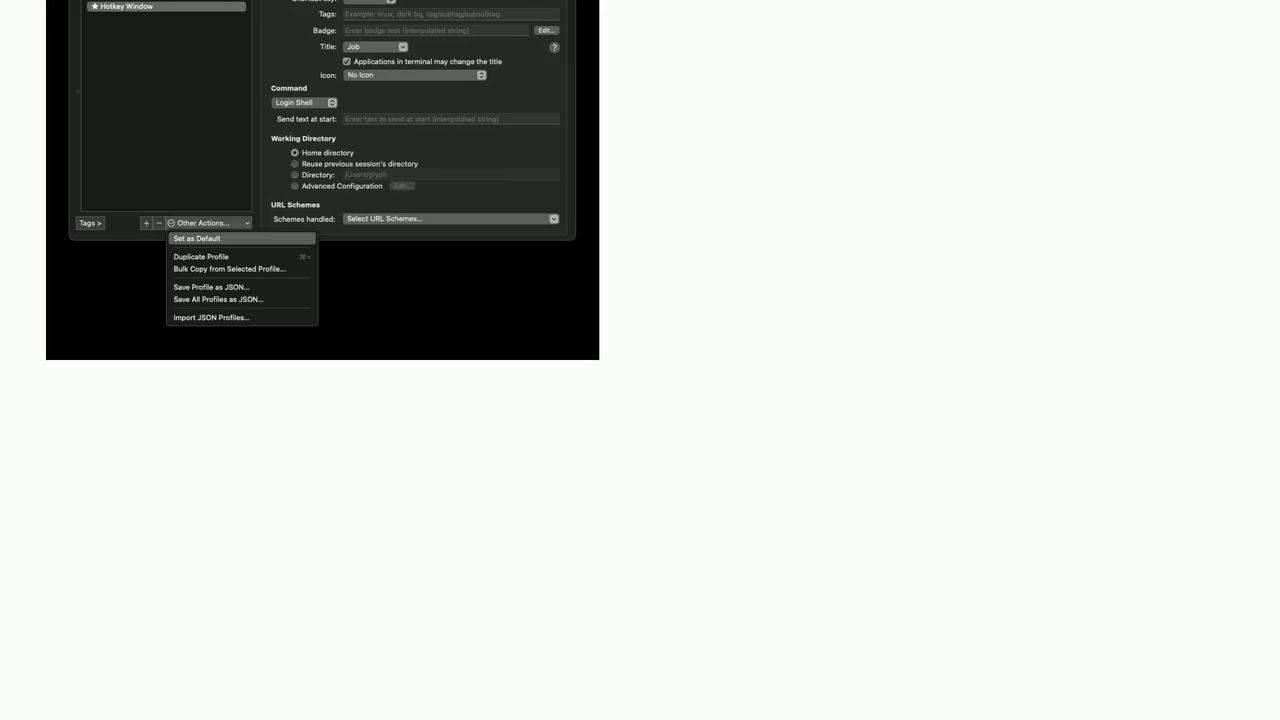 ★ Hotkey Window
Tags: Example: linux, dark bg, tag/subtag/subsubtag
Badge: Enter badge text (interpolated string) Edit...
Title: Job ?
Applications in terminal may change the title
Icon: No Icon
Command
Login Shell
Send text at start: Enter text to send at start (interpolated string)
Working Directory
Home directory
Reuse previous session's directory
Directory: /Users/glyph
Advanced Configuration Edit...
URL Schemes
Schemes handled: Select URL Schemes...
Tags > + − Other Actions...
Set as Default
Duplicate Profile ⌘=
Bulk Copy from Selected Profile...
Save Profile as JSON...
Save All Profiles as JSON...
Import JSON Profiles...